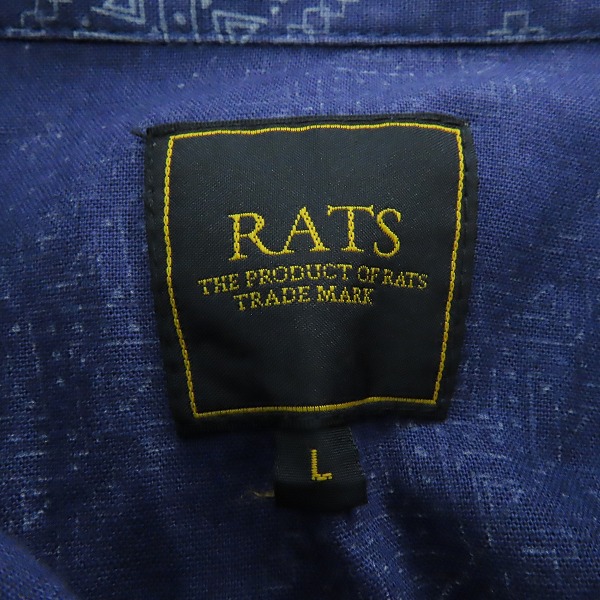 RATS
THE PRODUCT OF RATS
TRADE MARK
L